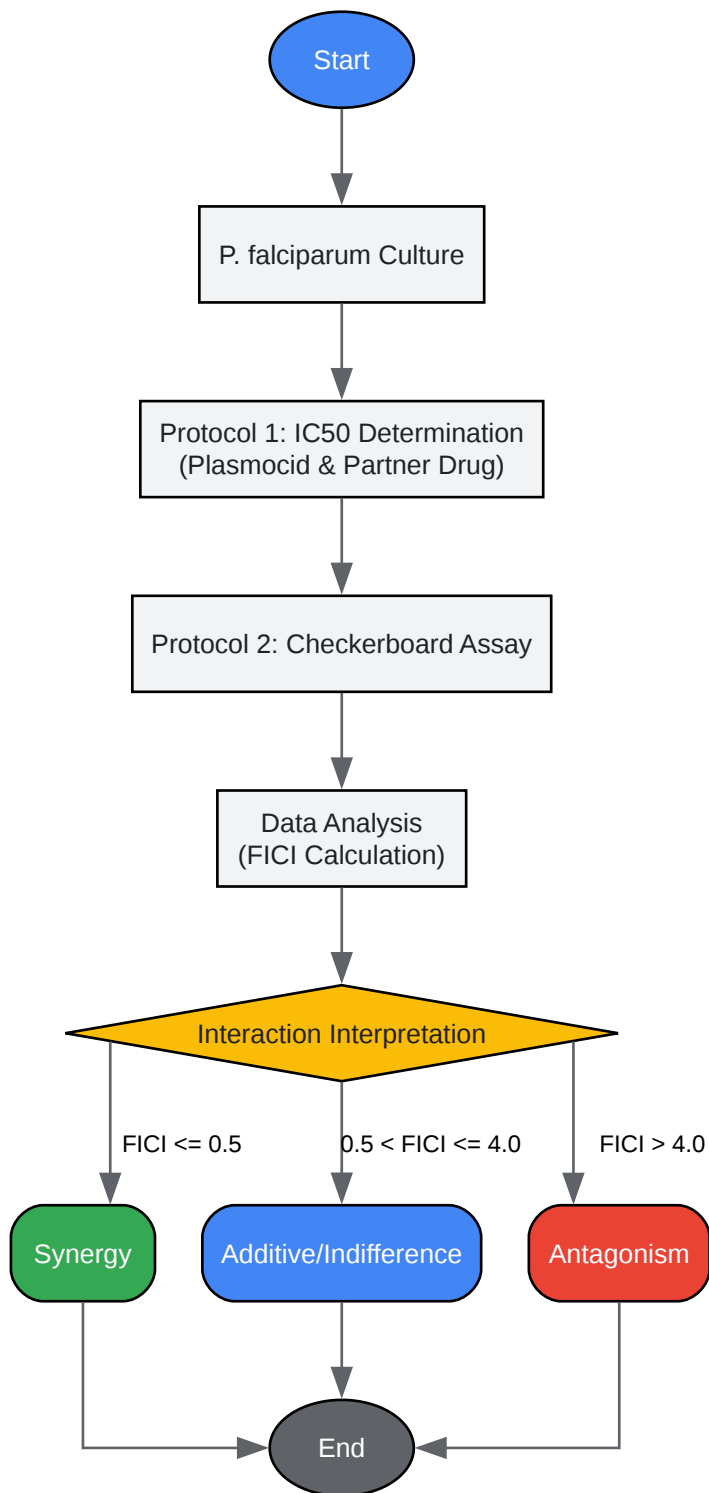 Start
P. falciparum Culture
Protocol 1: IC50 Determination
(Plasmocid & Partner Drug)
Protocol 2: Checkerboard Assay
Data Analysis
(FICI Calculation)
Interaction Interpretation
FICI <= 0.5
0.5 < FICI <= 4.0
FICI > 4.0
Synergy
Additive/Indifference
Antagonism
End